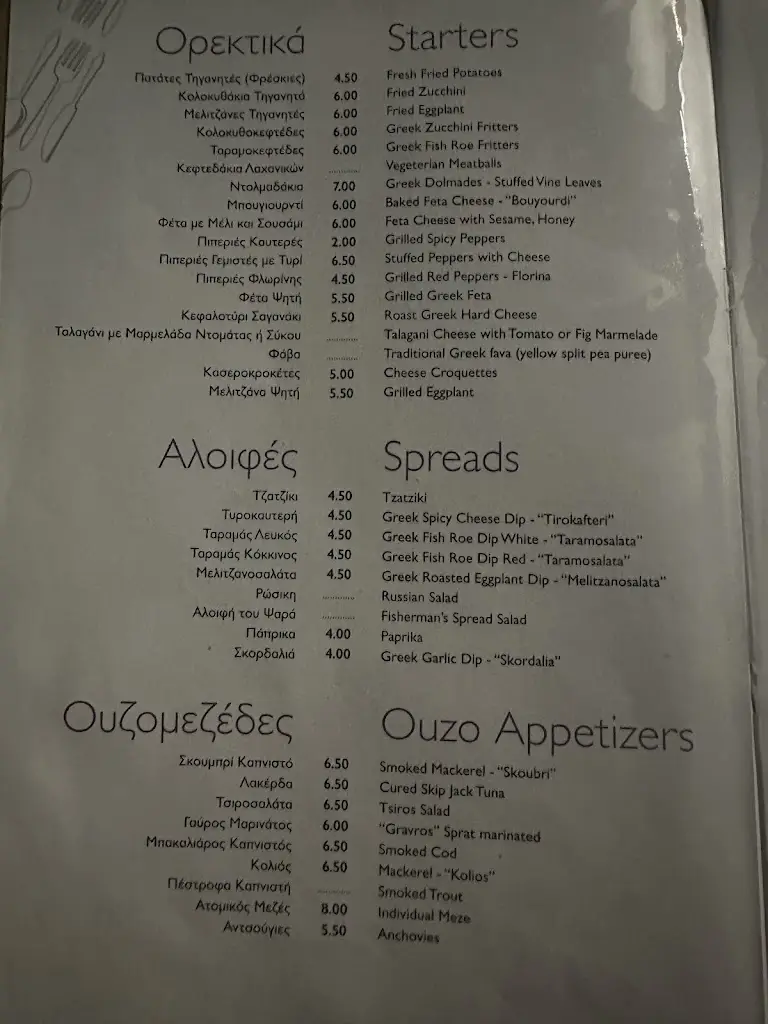 Ορεκτικά Starters
Πατάτες Τηγανητές (Φρέσκιες) 4.50 Fresh Fried Potatoes
Κολοκυθάκια Τηγανητά 6.00 Fried Zucchini
Μελιτζάνες Τηγανητές 6.00 Fried Eggplant
Κολοκυθοκεφτέδες 6.00 Greek Zucchini Fritters
Ταραμοκεφτέδες 6.00 Greek Fish Roe Fritters
Κεφτεδάκια Λαχανικών ............ Vegeterian Meatballs
Ντολμαδάκια 7.00 Greek Dolmades - Stuffed Vine Leaves
Μπουγιουρντί 6.00 Baked Feta Cheese - "Bouyourdi"
Φέτα με Μέλι και Σουσάμι 6.00 Feta Cheese with Sesame, Honey
Πιπεριές Καυτερές 2.00 Grilled Spicy Peppers
Πιπεριές Γεμιστές με Τυρί 6.50 Stuffed Peppers with Cheese
Πιπεριές Φλωρίνης 4.50 Grilled Red Peppers - Florina
Φέτα Ψητή 5.50 Grilled Greek Feta
Κεφαλοτύρι Σαγανάκι 5.50 Roast Greek Hard Cheese
Ταλαγάνι με Μαρμελάδα Ντομάτας ή Σύκου ............ Talagani Cheese with Tomato or Fig Marmelade
Φάβα ............ Traditional Greek fava (yellow split pea puree)
Κασεροκροκέτες 5.00 Cheese Croquettes
Μελιτζάνα Ψητή 5.50 Grilled Eggplant
Αλοιφές Spreads
Τζατζίκι 4.50 Tzatziki
Τυροκαυτερή 4.50 Greek Spicy Cheese Dip - "Tirokafteri"
Ταραμάς Λευκός 4.50 Greek Fish Roe Dip White - "Taramosalata"
Ταραμάς Κόκκινος 4.50 Greek Fish Roe Dip Red - "Taramosalata"
Μελιτζανοσαλάτα 4.50 Greek Roasted Eggplant Dip - "Melitzanosalata"
Ρώσικη ............ Russian Salad
Αλοιφή του Ψαρά ............ Fisherman's Spread Salad
Πάπρικα 4.00 Paprika
Σκορδαλιά 4.00 Greek Garlic Dip - "Skordalia"
Ουζομεζέδες Ouzo Appetizers
Σκουμπρί Καπνιστό 6.50 Smoked Mackerel - "Skoubri"
Λακέρδα 6.50 Cured Skip Jack Tuna
Τσιροσαλάτα 6.50 Tsiros Salad
Γαύρος Μαρινάτος 6.00 "Gravros" Sprat marinated
Μπακαλιάρος Καπνιστός 6.50 Smoked Cod
Κολιός 6.50 Mackerel - "Kolios"
Πέστροφα Καπνιστή ............ Smoked Trout
Ατομικός Μεζές 8.00 Individual Meze
Αντσούγιες 5.50 Anchovies